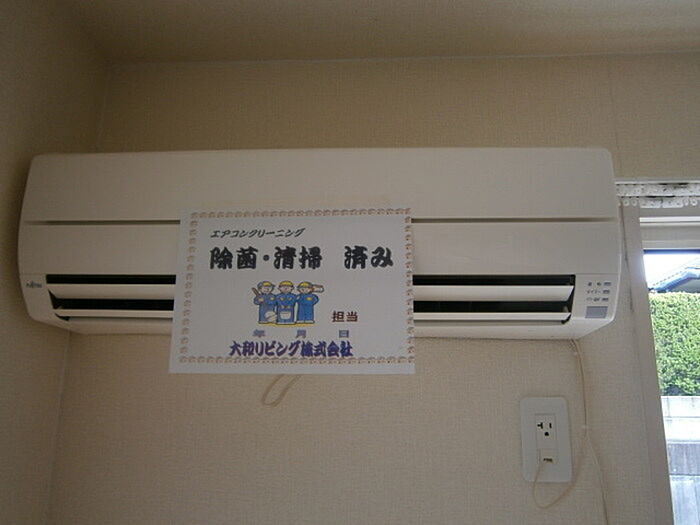 エアコンクリーニング
除菌・清掃 済み
担当
年 月 日
大和リビング株式会社